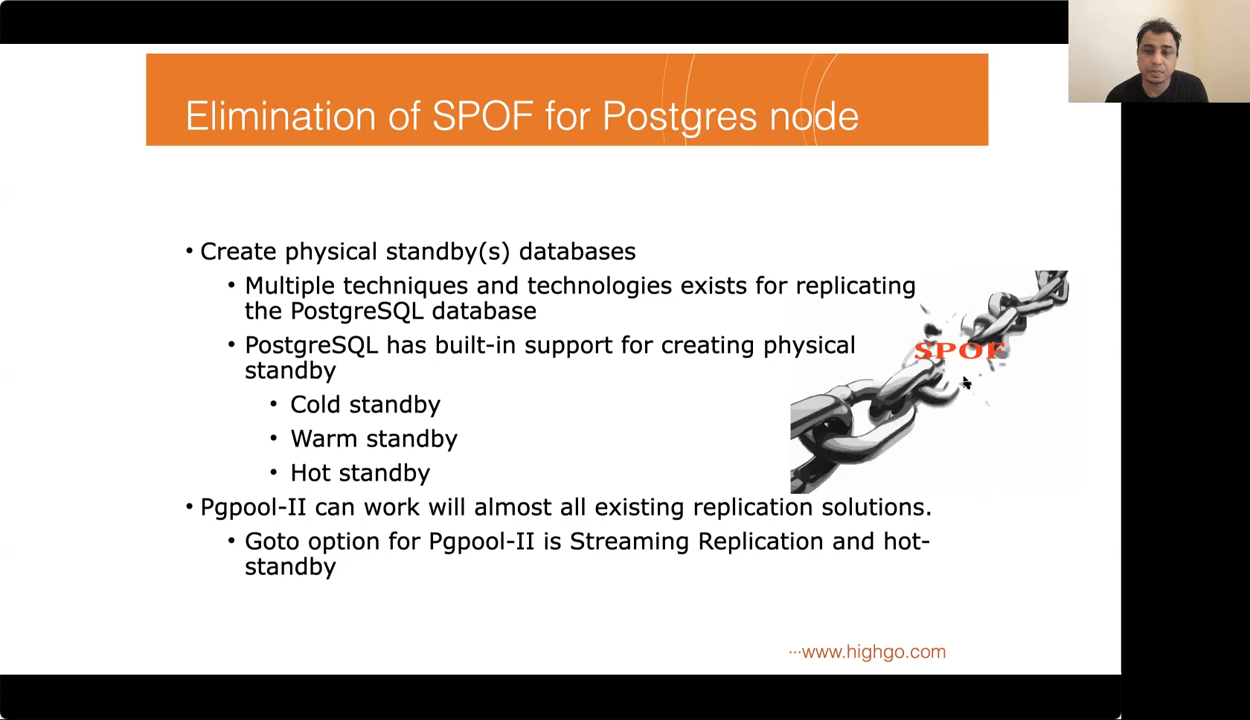 Elimination of SPOF for Postgres node
• Create physical standby(s) databases
• Multiple techniques and technologies exists for replicating
the PostgreSQL database
• PostgreSQL has built-in support for creating physical
standby
SPOF
• Cold standby
• Warm standby
• Hot standby
• Pgpool-II can work will almost all existing replication solutions.
• Goto option for Pgpool-II is Streaming Replication and hot-
standby
···www.highgo.com